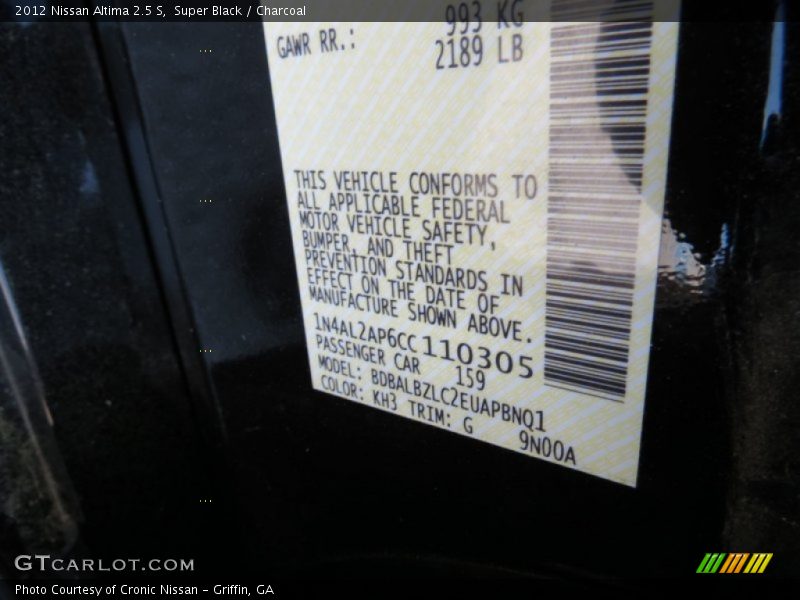 2012 Nissan Altima 2.5 S, Super Black / Charcoal
993 KG
GAWR RR.: 2189 LB
THIS VEHICLE CONFORMS TO
ALL APPLICABLE FEDERAL
MOTOR VEHICLE SAFETY,
BUMPER, AND THEFT
PREVENTION STANDARDS IN
EFFECT ON THE DATE OF
MANUFACTURE SHOWN ABOVE.
1N4AL2AP6CC110305
PASSENGER CAR 159
MODEL: BDBALBZLC2EUAPBNQ1
COLOR: KH3 TRIM: G 9N00A
GTCARLOT.COM
Photo Courtesy of Cronic Nissan - Griffin, GA